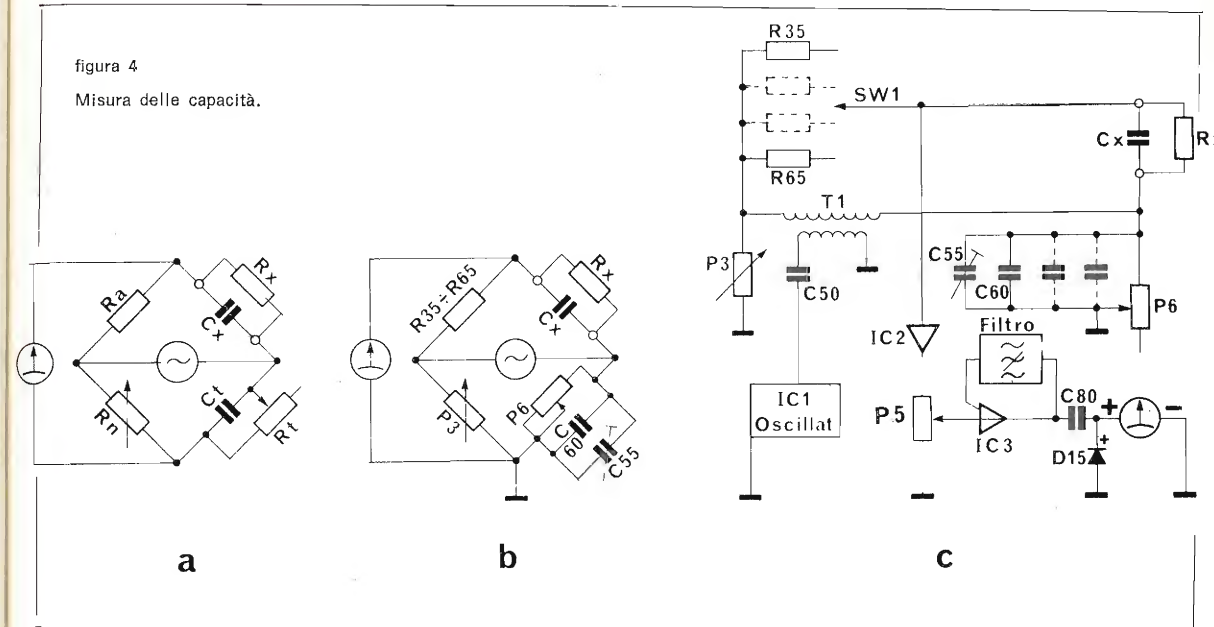 figura 4
Misura delle capacità.
Ra
Rx
Cx
Rn
Ct
Rt
a
R35÷R65
Rx
Cx
P3
P6
C
60
C55
b
R35
SW1
R65
T1
Cx
R
P3
C50
C55
C60
P6
IC2
Filtro
IC1
Oscillat
P5
IC3
C80
+
-
D15
+
c